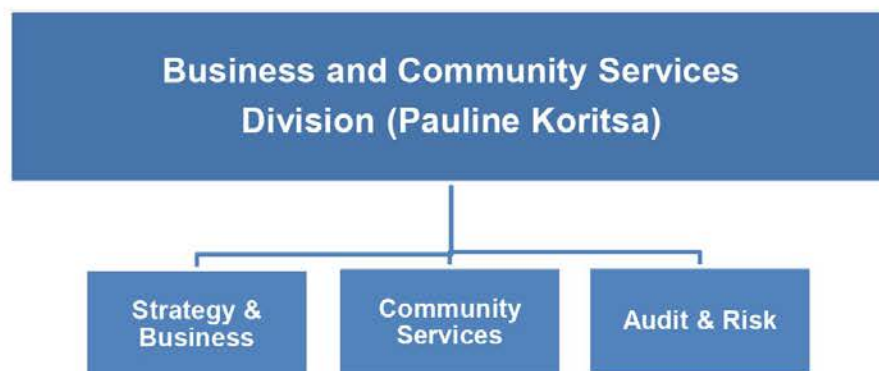 Business and Community Services
Division (Pauline Koritsa)
Strategy &
Business
Community
Services
Audit & Risk